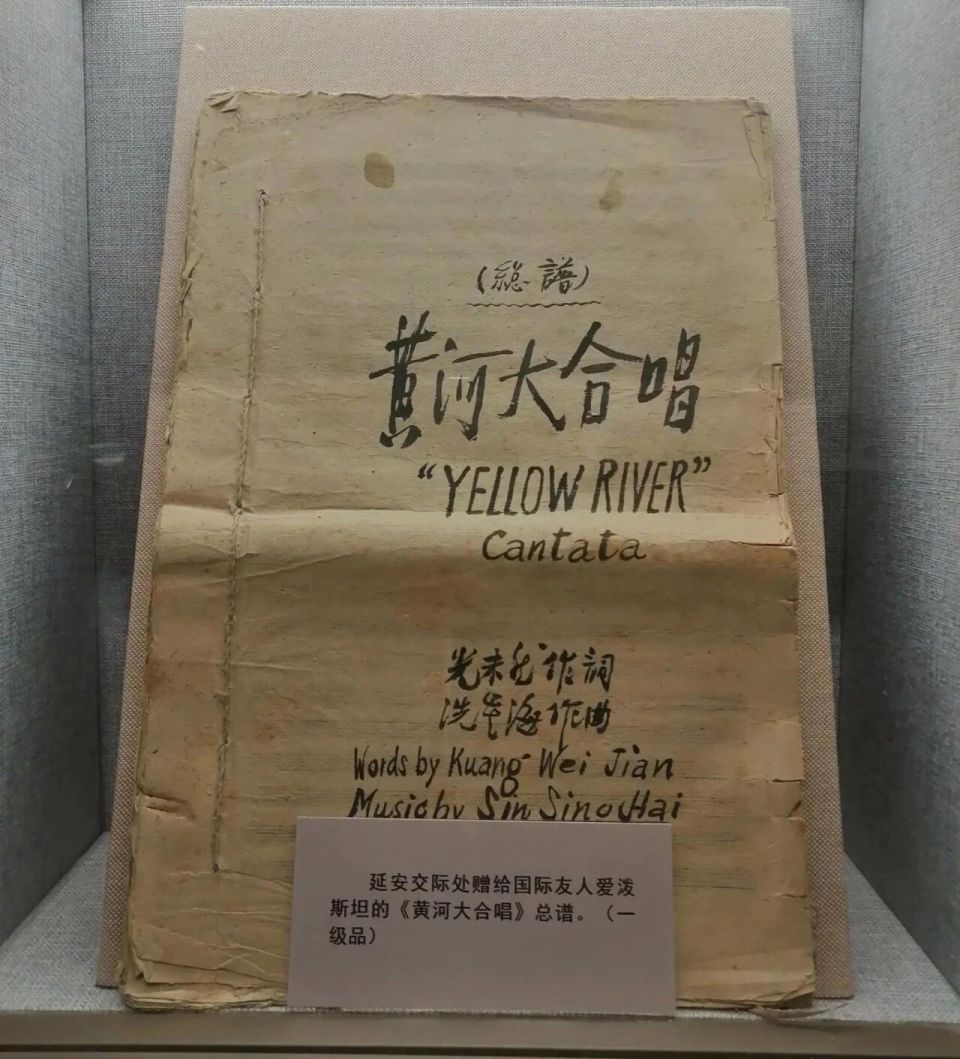 (總譜)
黄河大合唱
“YELLOW RIVER”
Cantata
光未然作詞
冼星海作曲
Words by Kuang Wei Jian
Music by Sin Sing Hai
延安交际处赠给国际友人爱泼
斯坦的《黄河大合唱》总谱。（一
级品）